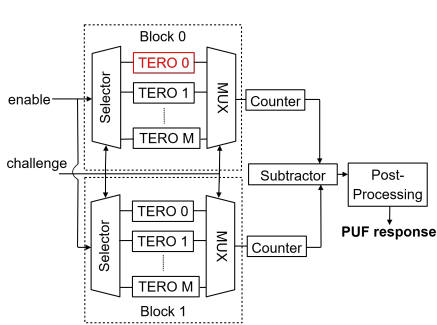 Block 0
Selector
TERO 0
TERO 1
TERO M
MUX
enable
Counter
challenge
Subtractor
Post-
Processing
PUF response
Selector
TERO 0
TERO 1
TERO M
MUX
Counter
Block 1